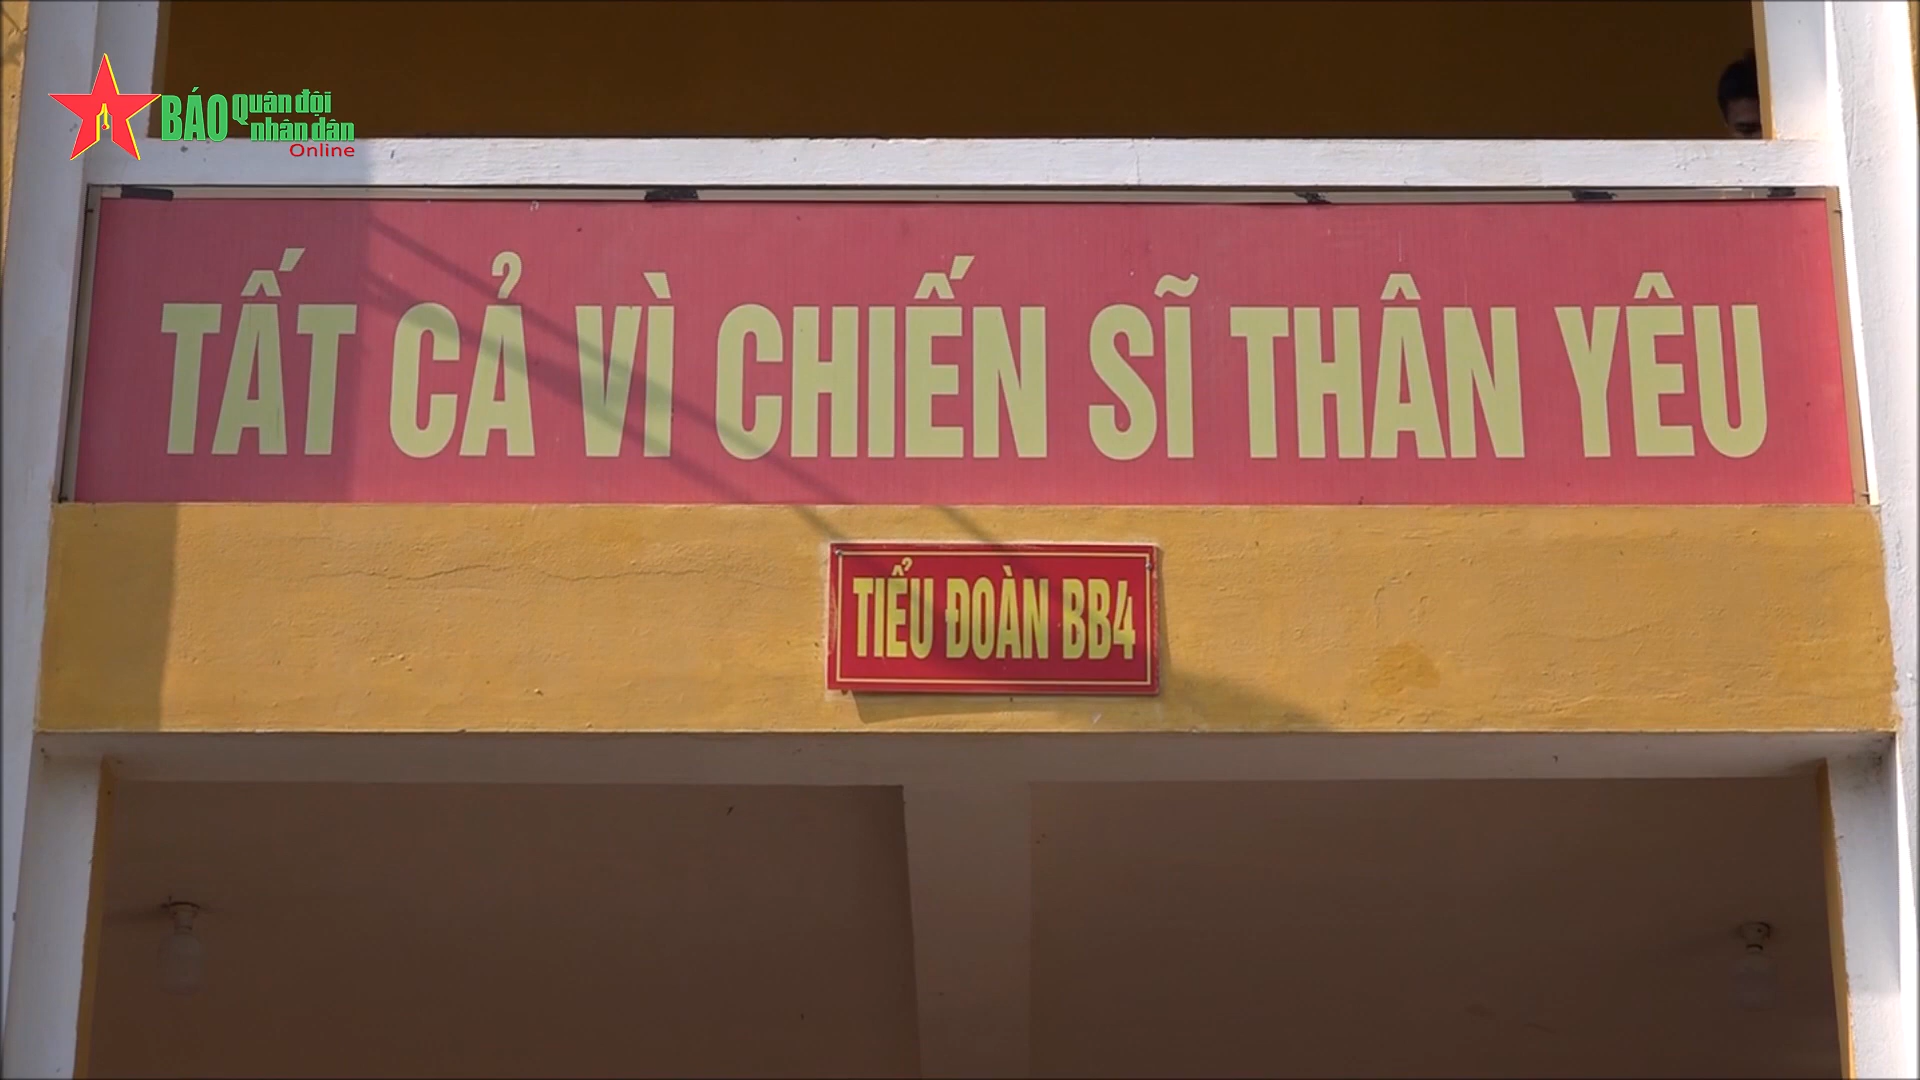 BÁO Quân đội
nhân dân
Online
TẤT CẢ VÌ CHIẾN SĨ THÂN YÊU
TIỂU ĐOÀN BB4